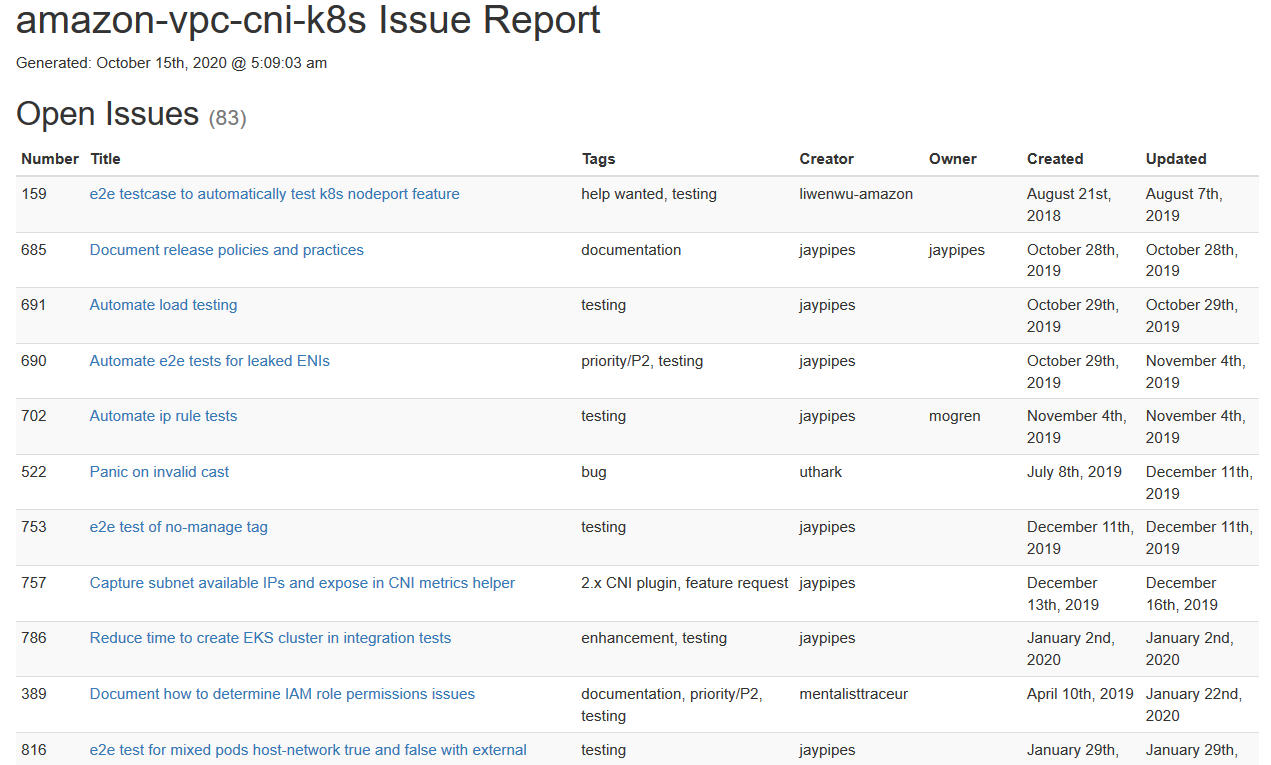 amazon-vpc-cni-k8s Issue Report
Generated: October 15th, 2020 @ 5:09:03 am
Open Issues (83)
Number Title Tags Creator Owner Created Updated
159 e2e testcase to automatically test k8s nodeport feature help wanted, testing liwenwu-amazon August 21st, August 7th,
2018 2019
685 Document release policies and practices documentation jaypipes jaypipes October 28th, October 28th,
2019 2019
691 Automate load testing testing jaypipes October 29th, October 29th,
2019 2019
690 Automate e2e tests for leaked ENIs priority/P2, testing jaypipes October 29th, November 4th,
2019 2019
702 Automate ip rule tests testing jaypipes mogren November 4th, November 4th,
2019 2019
522 Panic on invalid cast bug uthark July 8th, 2019 December 11th,
2019
753 e2e test of no-manage tag testing jaypipes December 11th, December 11th,
2019 2019
757 Capture subnet available IPs and expose in CNI metrics helper 2.x CNI plugin, feature request jaypipes December December
13th, 2019 16th, 2019
786 Reduce time to create EKS cluster in integration tests enhancement, testing jaypipes January 2nd, January 2nd,
2020 2020
389 Document how to determine IAM role permissions issues documentation, priority/P2, mentalisttraceur April 10th, 2019 January 22nd,
testing 2020
816 e2e test for mixed pods host-network true and false with external testing jaypipes January 29th, January 29th,